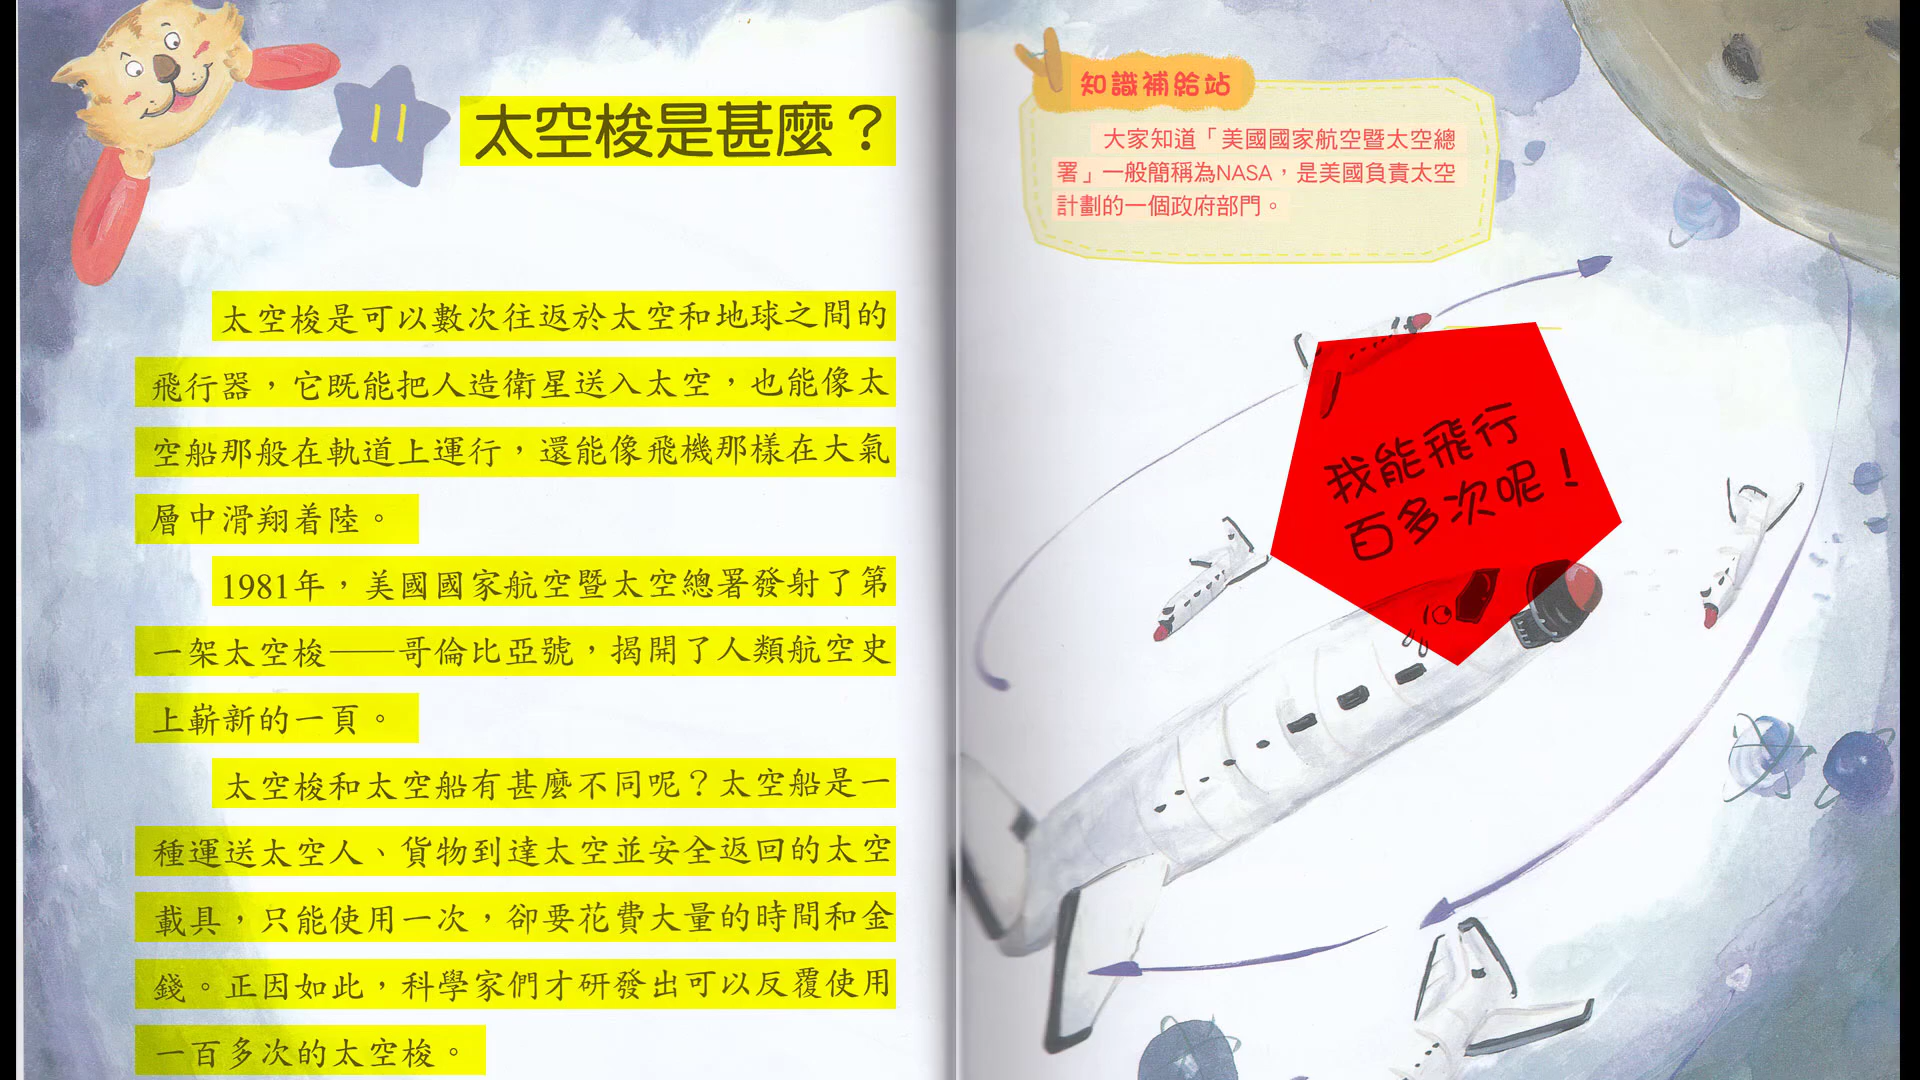 11
太空梭是甚麼？
太空梭是可以數次往返於太空和地球之間的
飛行器，它既能把人造衛星送入太空，也能像太
空船那般在軌道上運行，還能像飛機那樣在大氣
層中滑翔着陸。
1981年，美國國家航空暨太空總署發射了第
一架太空梭——哥倫比亞號，揭開了人類航空史
上嶄新的一頁。
太空梭和太空船有甚麼不同呢？太空船是一
種運送太空人、貨物到達太空並安全返回的太空
載具，只能使用一次，卻要花費大量的時間和金
錢。正因如此，科學家們才研發出可以反覆使用
一百多次的太空梭。
知識補給站
大家知道「美國國家航空暨太空總
署」一般簡稱為NASA，是美國負責太空
計劃的一個政府部門。
我能飛行
百多次呢！